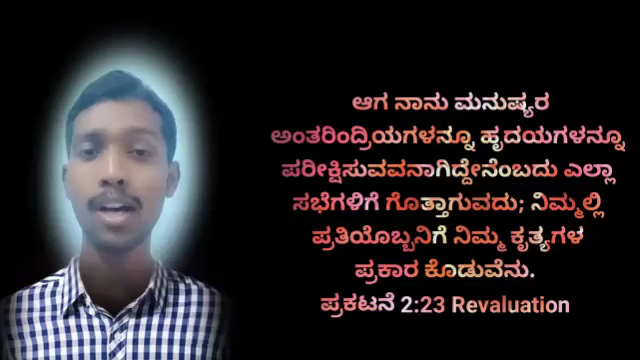 ಆಗ ನಾನು ಮನುಷ್ಯರ
ಅಂತರಿಂದ್ರಿಯಗಳನ್ನೂ ಹೃದಯಗಳನ್ನೂ
ಪರೀಕ್ಷಿಸುವವನಾಗಿದ್ದೇನೆಂಬದು ಎಲ್ಲಾ
ಸಭೆಗಳಿಗೆ ಗೊತ್ತಾಗುವದು; ನಿಮ್ಮಲ್ಲಿ
ಪ್ರತಿಯೊಬ್ಬನಿಗೆ ನಿಮ್ಮ ಕೃತ್ಯಗಳ
ಪ್ರಕಾರ ಕೊಡುವೆನು.
ಪ್ರಕಟನೆ 2:23 Revaluation